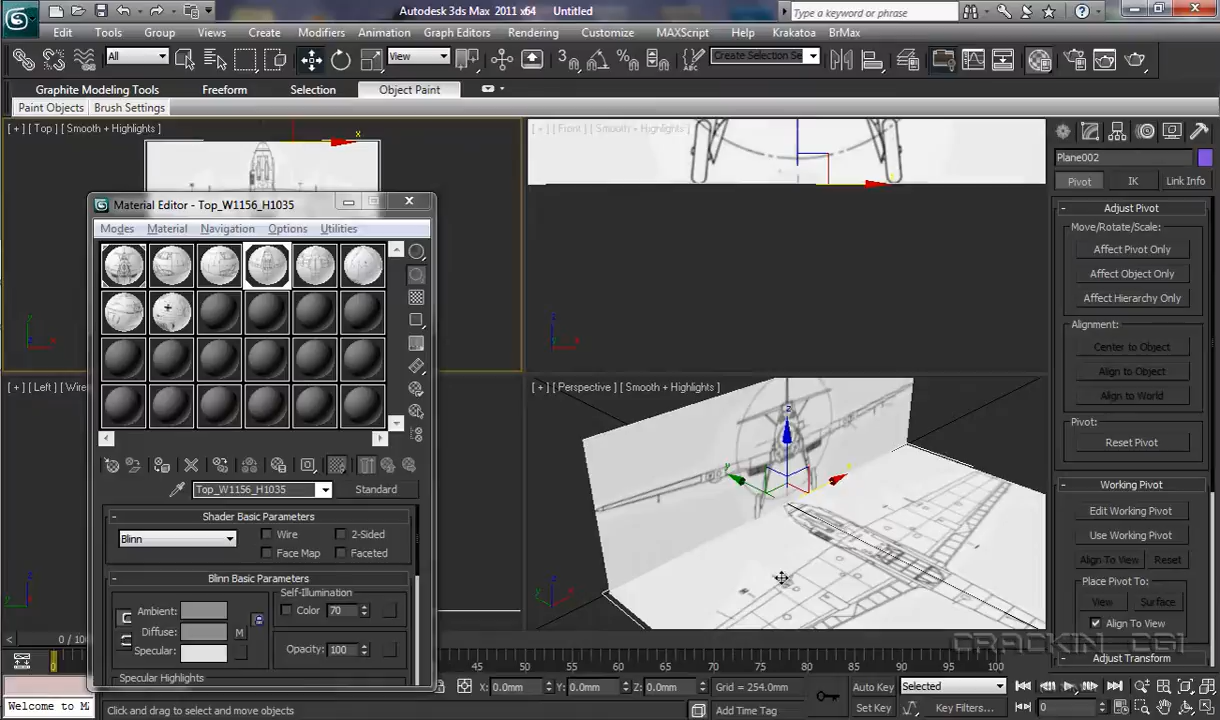 Autodesk 3ds Max 2011 x64 Untitled
Type a keyword or phrase
Edit Tools Group Views Create Modifiers Animation Graph Editors Rendering Customize MAXScript Help Krakatoa BrMax
All
View
Create Selection Se
Graphite Modeling Tools Freeform Selection Object Paint
Paint Objects Brush Settings
[ + ] [ Top ] [ Smooth + Highlights ]
x
[ + ] [ Front ] [ Smooth + Highlights ]
Plane002
Pivot IK Link Info
Adjust Pivot
Move/Rotate/Scale:
Affect Pivot Only
Affect Object Only
Affect Hierarchy Only
Alignment:
Center to Object
Align to Object
Align to World
Pivot:
Reset Pivot
Working Pivot
Edit Working Pivot
Use Working Pivot
Align To View Reset
Place Pivot To:
View Surface
Align To View
Adjust Transform
Material Editor - Top_W1156_H1035
Modes Material Navigation Options Utilities
Top_W1156_H1035 Standard
Shader Basic Parameters
Blinn
Wire 2-Sided
Face Map Faceted
Blinn Basic Parameters
Self-Illumination
Ambient: Color 70
Diffuse: M
Specular: Opacity: 100
Specular Highlights
[ + ] [ Left ] [ Wire
[ + ] [ Perspective ] [ Smooth + Highlights ]
CRACKIN CGI
0 / 100
45 50 55 60 65 70 75 80 85 90 95 100
X: 0.0mm Y: 0.0mm Z: 0.0mm Grid = 254.0mm
Auto Key Selected
Set Key Key Filters...
0
Welcome to MA
Click and drag to select and move objects
Add Time Tag